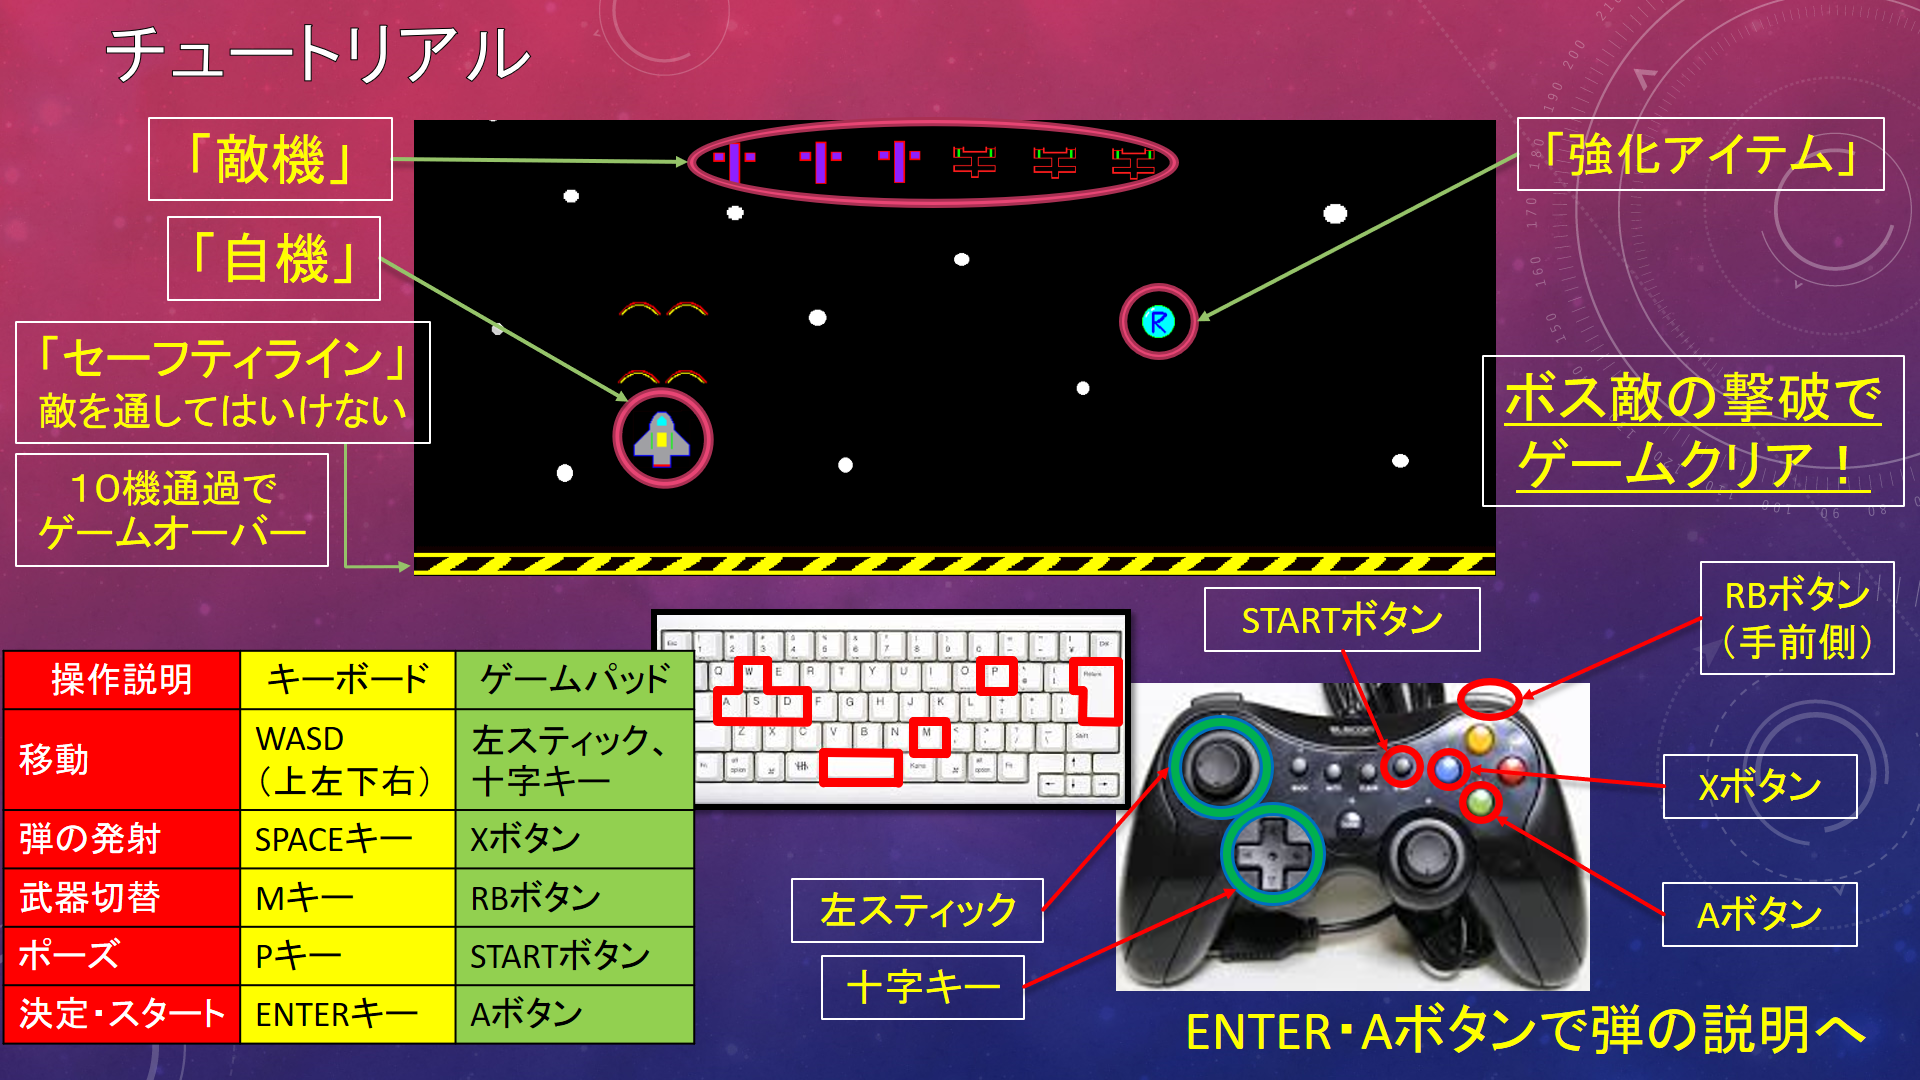 チュートリアル
「敵機」
「自機」
「セーフティライン」
敵を通してはいけない
１０機通過で
ゲームオーバー
「強化アイテム」
R
ボス敵の撃破で
ゲームクリア！
操作説明 キーボード ゲームパッド
移動 WASD（上左下右） 左スティック、十字キー
弾の発射 SPACEキー Xボタン
武器切替 Mキー RBボタン
ポーズ Pキー STARTボタン
決定・スタート ENTERキー Aボタン
Q W E R T Y U I O P
A S D F G H J K L
Z X C V B N M
STARTボタン
RBボタン
（手前側）
Xボタン
Aボタン
左スティック
十字キー
ENTER・Aボタンで弾の説明へ